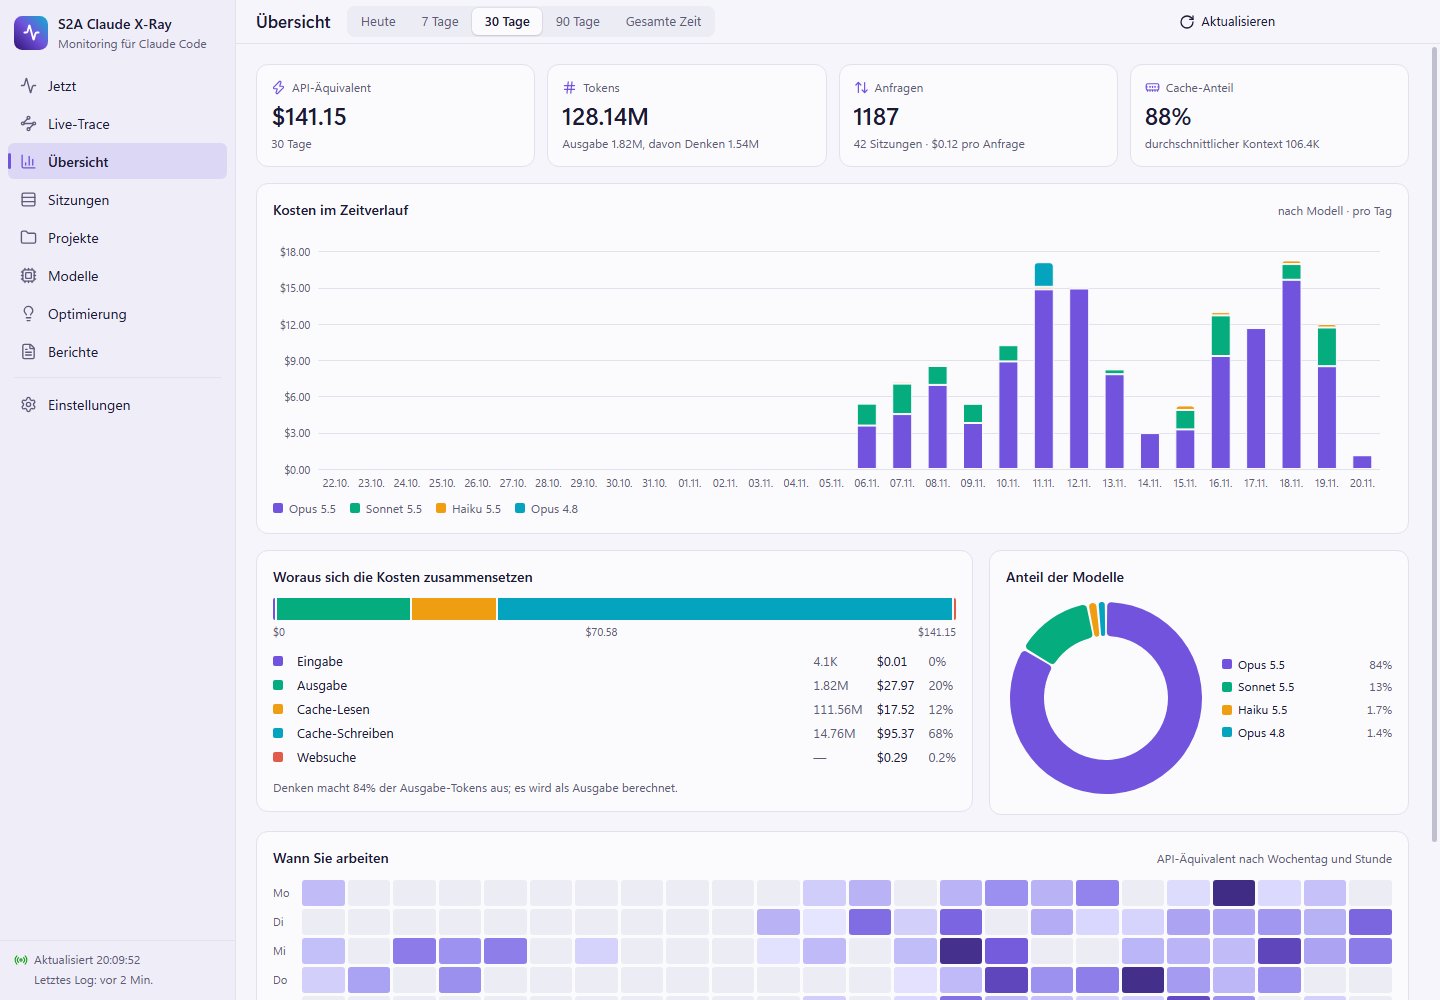 S2A Claude X-Ray
Monitoring für Claude Code
Jetzt
Live-Trace
Übersicht
Sitzungen
Projekte
Modelle
Optimierung
Berichte
Einstellungen
Aktualisiert 20:09:52
Letztes Log: vor 2 Min.
Übersicht
Heute 7 Tage 30 Tage 90 Tage Gesamte Zeit
Aktualisieren
API-Äquivalent
$141.15
30 Tage
Tokens
128.14M
Ausgabe 1.82M, davon Denken 1.54M
Anfragen
1187
42 Sitzungen · $0.12 pro Anfrage
Cache-Anteil
88%
durchschnittlicher Kontext 106.4K
Kosten im Zeitverlauf
nach Modell · pro Tag
$18.00
$15.00
$12.00
$9.00
$6.00
$3.00
$0.00
22.10. 23.10. 24.10. 25.10. 26.10. 27.10. 28.10. 29.10. 30.10. 31.10. 01.11. 02.11. 03.11. 04.11. 05.11. 06.11. 07.11. 08.11. 09.11. 10.11. 11.11. 12.11. 13.11. 14.11. 15.11. 16.11. 17.11. 18.11. 19.11. 20.11.
Opus 5.5 Sonnet 5.5 Haiku 5.5 Opus 4.8
Woraus sich die Kosten zusammensetzen
$0 $70.58 $141.15
Eingabe 4.1K $0.01 0%
Ausgabe 1.82M $27.97 20%
Cache-Lesen 111.56M $17.52 12%
Cache-Schreiben 14.76M $95.37 68%
Websuche — $0.29 0.2%
Denken macht 84% der Ausgabe-Tokens aus; es wird als Ausgabe berechnet.
Anteil der Modelle
Opus 5.5 84%
Sonnet 5.5 13%
Haiku 5.5 1.7%
Opus 4.8 1.4%
Wann Sie arbeiten
API-Äquivalent nach Wochentag und Stunde
Mo
Di
Mi
Do